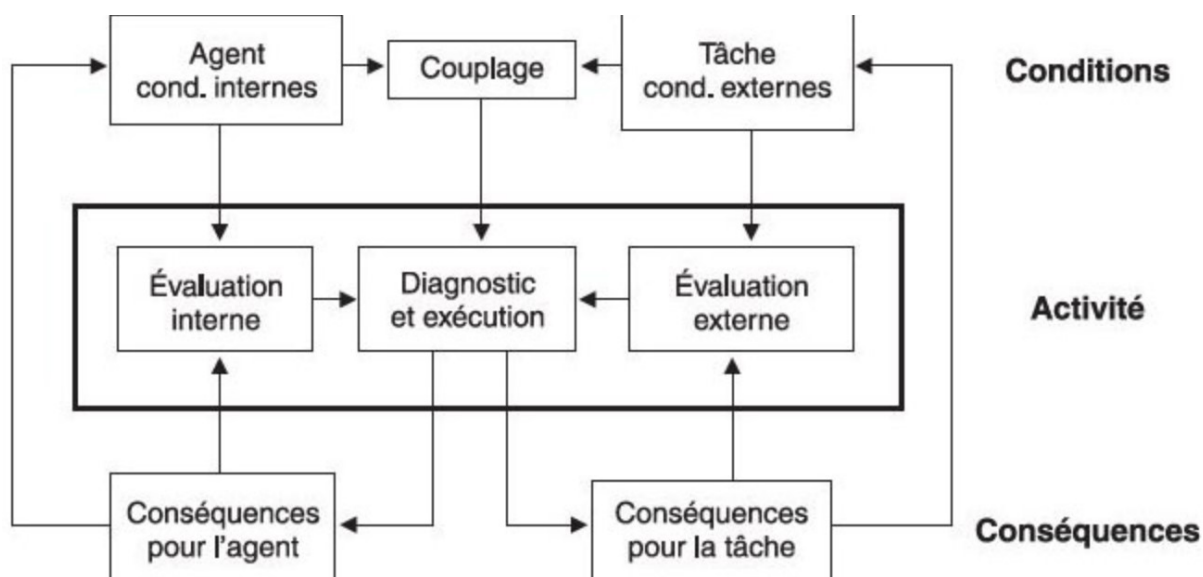 Agent
cond. internes
Couplage
Tâche
cond. externes
Conditions
Évaluation
interne
Diagnostic
et exécution
Évaluation
externe
Activité
Conséquences
pour l'agent
Conséquences
pour la tâche
Conséquences